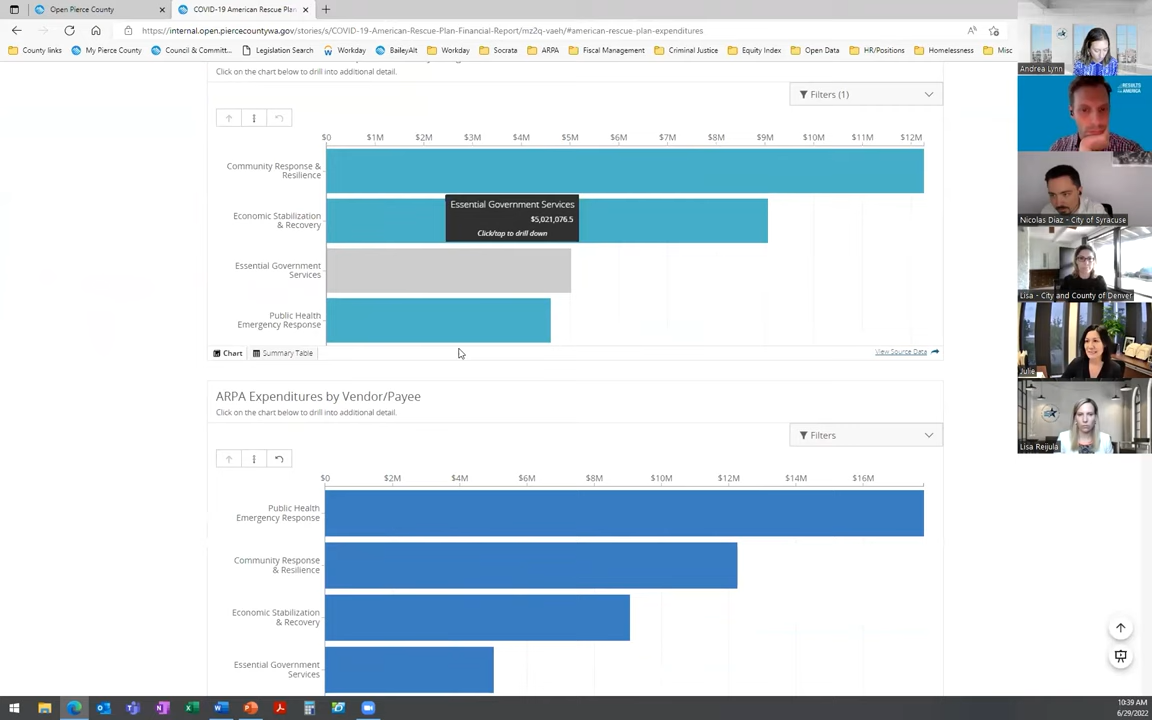 Open Pierce County
COVID-19 American Rescue Plan
https://internal.open.piercecountywa.gov/stories/s/COVID-19-American-Rescue-Plan-Financial-Report/mz2q-vaeh/#american-rescue-plan-expenditures
County links
My Pierce County
Council & Committ...
Legislation Search
Workday
BaileyAlt
Workday
Socrata
ARPA
Fiscal Management
Criminal Justice
Equity Index
Open Data
HR/Positions
Homelessness
Misc
Click on the chart below to drill into additional detail.
Filters (1)
$0 $1M $2M $3M $4M $5M $6M $7M $8M $9M $10M $11M $12M
Community Response &
Resilience
Economic Stabilization
& Recovery
Essential Government Services
$5,021,076.5
Click/tap to drill down
Essential Government
Services
Public Health
Emergency Response
Chart
Summary Table
View Source Data
ARPA Expenditures by Vendor/Payee
Click on the chart below to drill into additional detail.
Filters
$0 $2M $4M $6M $8M $10M $12M $14M $16M
Public Health
Emergency Response
Community Response
& Resilience
Economic Stabilization
& Recovery
Essential Government
Services
Andrea Lynn
RESULTS
AMERICA
Nicolas Diaz - City of Syracuse
Lisa - City and County of Denver
Julie
Lisa Reijula
10:39 AM
6/29/2022